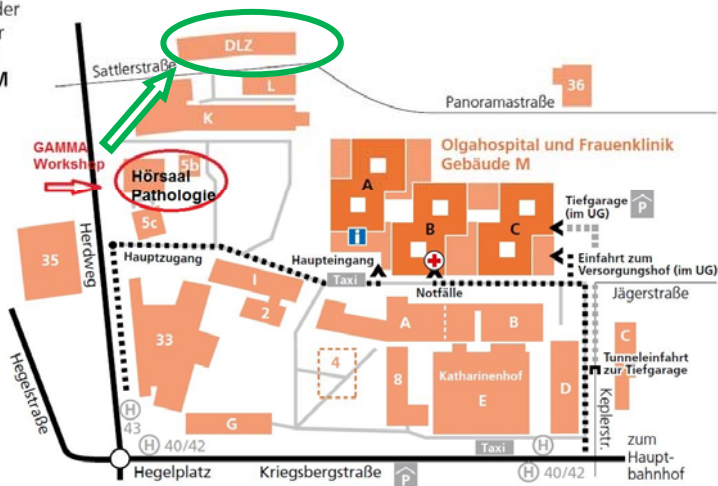 der
r
M
DLZ
Sattlerstraße
L
36
Panoramastraße
K
GAMMA
Workshop
5b
Hörsaal
Pathologie
5c
Olgahospital und Frauenklinik
Gebäude M
A
B
C
i
Tiefgarage
(im UG)
P
35
Herdweg
Hauptzugang
Haupteingang
Taxi
Notfälle
Einfahrt zum
Versorgungshof (im UG)
Jägerstraße
I
2
33
4
A
B
C
8
Katharinenhof
E
D
Tunneleinfahrt
zur Tiefgarage
Hegelstraße
Keplerstr.
H
43
G
H 40/42
Taxi
H
H 40/42
Hegelplatz
Kriegsbergstraße
P
zum
Haupt-
bahnhof